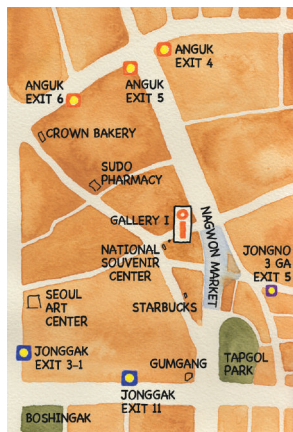 ANGUK
EXIT 4
ANGUK
EXIT 6
ANGUK
EXIT 5
CROWN BAKERY
SUDO
PHARMACY
GALLERY I
i
NAGWON MARKET
NATIONAL
SOUVENIR
CENTER
JONGNO
3 GA
EXIT 5
SEOUL
ART
CENTER
STARBUCKS
JONGGAK
EXIT 3-1
GUMGANG
TAPGOL
PARK
JONGGAK
EXIT 11
BOSHINGAK